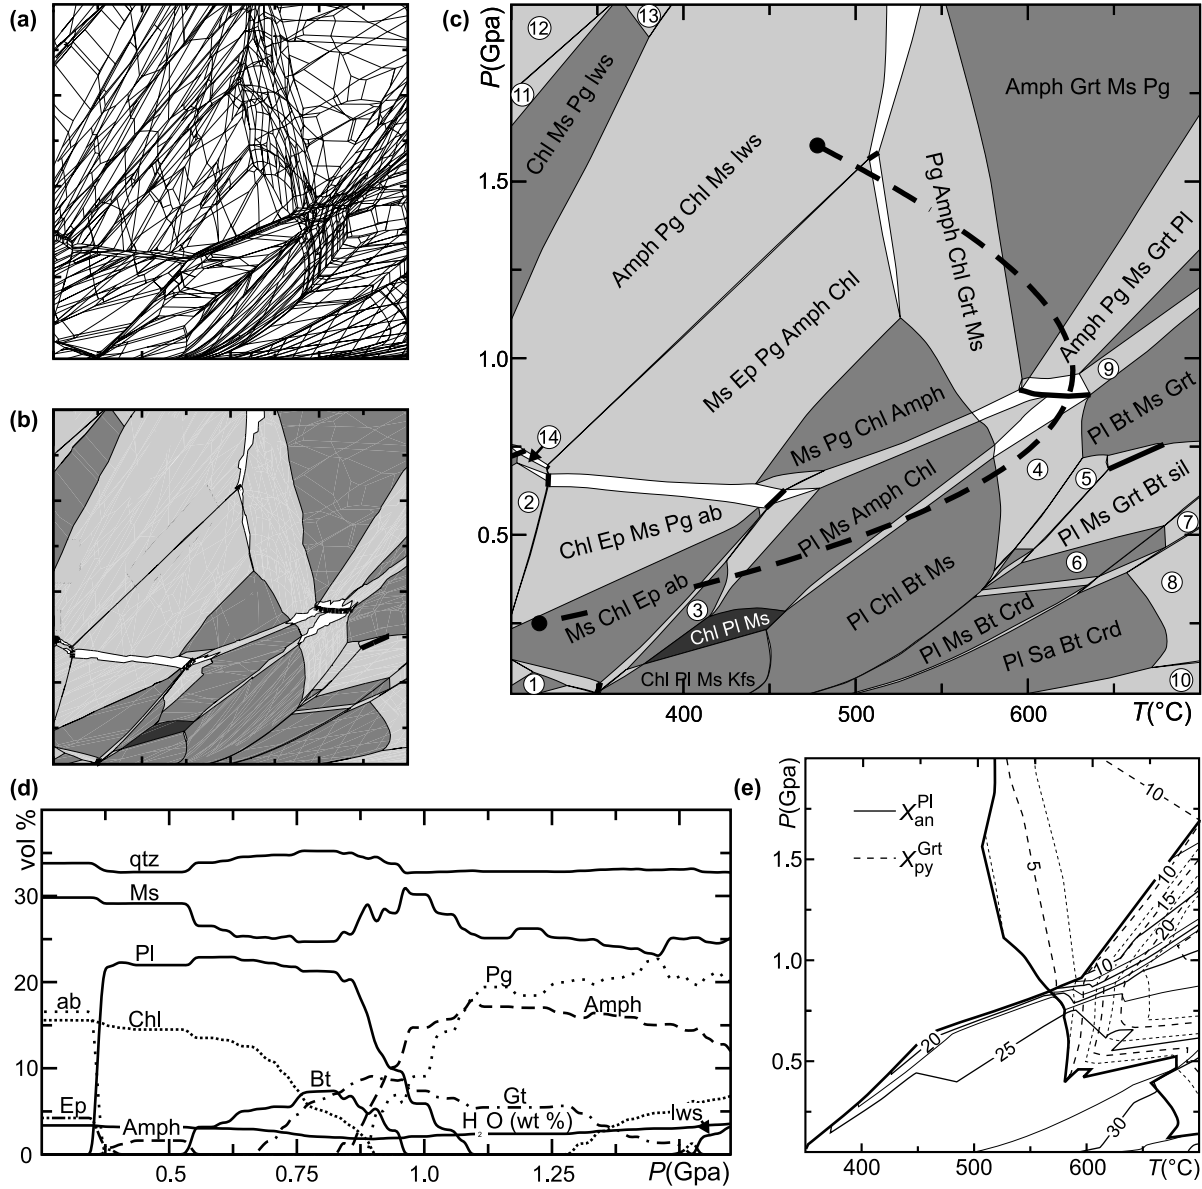 (a)
(b)
(c)
P(Gpa)
1.5
1.0
0.5
400
500
600
T(°C)
12
13
11
Chl Ms Pg lws
Amph Pg Chl Ms lws
Amph Grt Ms Pg
Pg Amph Chl Grt Ms
Amph Pg Ms Grt Pl
Ms Ep Pg Amph Chl
9
Ms Pg Chl Amph
Pl Bt Ms Grt
14
2
4
5
Chl Ep Ms Pg ab
Pl Ms Amph Chl
Pl Ms Grt Bt sil
7
6
8
Ms Chl Ep ab
3
Pl Chl Bt Ms
Chl Pl Ms
Pl Ms Bt Crd
Pl Sa Bt Crd
1
Chl Pl Ms Kfs
10
(d)
vol %
30
20
10
0
0.5
0.75
1.0
1.25
P(Gpa)
qtz
Ms
Pl
ab
Chl
Ep
Amph
Bt
Pg
Amph
Gt
H2O (wt %)
lws
(e)
P(Gpa)
1.5
1.0
0.5
400
500
600
T(°C)
X Pl an
X Grt py
10
5
10
15
20
10
20
25
30